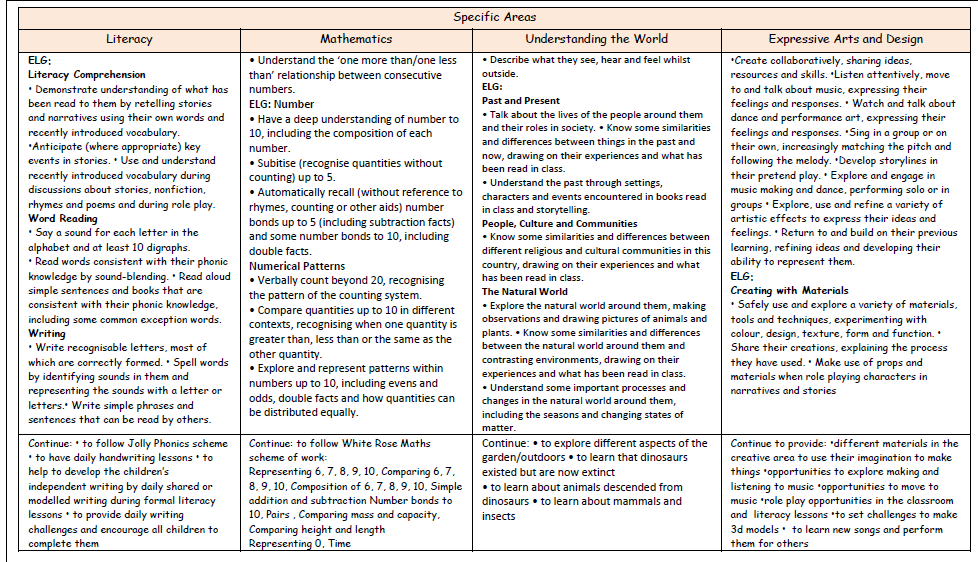 Specific Areas
Literacy
Mathematics
Understanding the World
Expressive Arts and Design
ELG:
Literacy Comprehension
• Demonstrate understanding of what has
been read to them by retelling stories
and narratives using their own words and
recently introduced vocabulary.
•Anticipate (where appropriate) key
events in stories. • Use and understand
recently introduced vocabulary during
discussions about stories, nonfiction,
rhymes and poems and during role play.
Word Reading
• Say a sound for each letter in the
alphabet and at least 10 digraphs.
• Read words consistent with their phonic
knowledge by sound-blending. • Read aloud
simple sentences and books that are
consistent with their phonic knowledge,
including some common exception words.
Writing
• Write recognisable letters, most of
which are correctly formed. • Spell words
by identifying sounds in them and
representing the sounds with a letter or
letters.• Write simple phrases and
sentences that can be read by others.
• Understand the ‘one more than/one less
than’ relationship between consecutive
numbers.
ELG: Number
• Have a deep understanding of number to
10, including the composition of each
number.
• Subitise (recognise quantities without
counting) up to 5.
• Automatically recall (without reference to
rhymes, counting or other aids) number
bonds up to 5 (including subtraction facts)
and some number bonds to 10, including
double facts.
Numerical Patterns
• Verbally count beyond 20, recognising
the pattern of the counting system.
• Compare quantities up to 10 in different
contexts, recognising when one quantity is
greater than, less than or the same as the
other quantity.
• Explore and represent patterns within
numbers up to 10, including evens and
odds, double facts and how quantities can
be distributed equally.
• Describe what they see, hear and feel whilst
outside.
ELG:
Past and Present
• Talk about the lives of the people around them
and their roles in society. • Know some similarities
and differences between things in the past and
now, drawing on their experiences and what has
been read in class.
• Understand the past through settings,
characters and events encountered in books read
in class and storytelling.
People, Culture and Communities
• Know some similarities and differences between
different religious and cultural communities in this
country, drawing on their experiences and what
has been read in class.
The Natural World
• Explore the natural world around them, making
observations and drawing pictures of animals and
plants. • Know some similarities and differences
between the natural world around them and
contrasting environments, drawing on their
experiences and what has been read in class.
• Understand some important processes and
changes in the natural world around them,
including the seasons and changing states of
matter.
•Create collaboratively, sharing ideas,
resources and skills. •Listen attentively, move
to and talk about music, expressing their
feelings and responses. • Watch and talk about
dance and performance art, expressing their
feelings and responses. •Sing in a group or on
their own, increasingly matching the pitch and
following the melody. •Develop storylines in
their pretend play. • Explore and engage in
music making and dance, performing solo or in
groups • Explore, use and refine a variety of
artistic effects to express their ideas and
feelings. • Return to and build on their previous
learning, refining ideas and developing their
ability to represent them.
ELG:
Creating with Materials
• Safely use and explore a variety of materials,
tools and techniques, experimenting with
colour, design, texture, form and function. •
Share their creations, explaining the process
they have used. • Make use of props and
materials when role playing characters in
narratives and stories
Continue: • to follow Jolly Phonics scheme
• to have daily handwriting lessons • to
help to develop the children’s
independent writing by daily shared or
modelled writing during formal literacy
lessons • to provide daily writing
challenges and encourage all children to
complete them
Continue: to follow White Rose Maths
scheme of work:
Representing 6, 7, 8, 9, 10, Comparing 6, 7,
8, 9, 10, Composition of 6, 7, 8, 9, 10, Simple
addition and subtraction Number bonds to
10, Pairs , Comparing mass and capacity,
Comparing height and length
Representing 0, Time
Continue: • to explore different aspects of the
garden/outdoors • to learn that dinosaurs
existed but are now extinct
• to learn about animals descended from
dinosaurs • to learn about mammals and
insects
Continue to provide: •different materials in the
creative area to use their imagination to make
things •opportunities to explore making and
listening to music •opportunities to move to
music •role play opportunities in the classroom
and literacy lessons •to set challenges to make
3d models • to learn new songs and perform
them for others